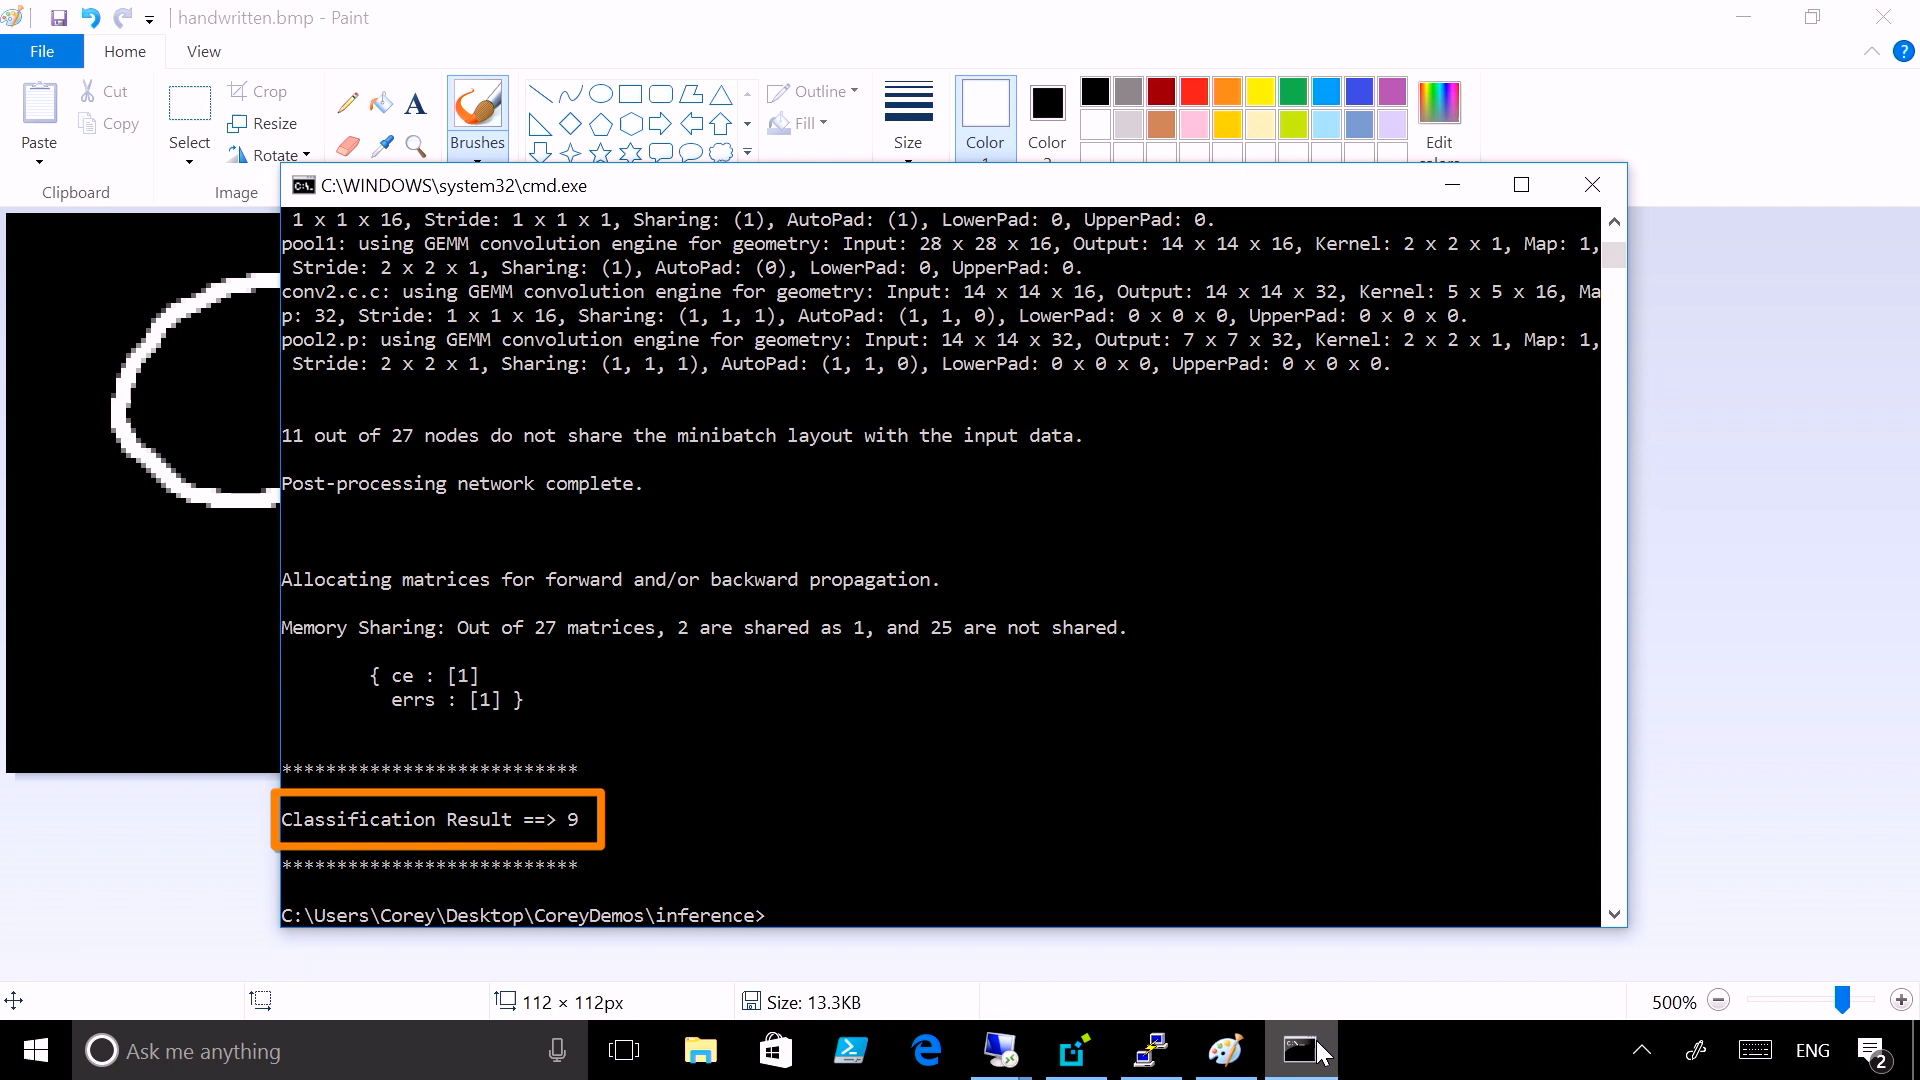 handwritten.bmp - Paint
File Home View
Paste
Cut
Copy
Clipboard
Select
Crop
Resize
Rotate
Image
A
Brushes
Outline
Fill
Size
Color
Color
Edit
C:\WINDOWS\system32\cmd.exe
1 x 1 x 16, Stride: 1 x 1 x 1, Sharing: (1), AutoPad: (1), LowerPad: 0, UpperPad: 0.
pool1: using GEMM convolution engine for geometry: Input: 28 x 28 x 16, Output: 14 x 14 x 16, Kernel: 2 x 2 x 1, Map: 1,
Stride: 2 x 2 x 1, Sharing: (1), AutoPad: (0), LowerPad: 0, UpperPad: 0.
conv2.c.c: using GEMM convolution engine for geometry: Input: 14 x 14 x 16, Output: 14 x 14 x 32, Kernel: 5 x 5 x 16, Ma
p: 32, Stride: 1 x 1 x 16, Sharing: (1, 1, 1), AutoPad: (1, 1, 0), LowerPad: 0 x 0 x 0, UpperPad: 0 x 0 x 0.
pool2.p: using GEMM convolution engine for geometry: Input: 14 x 14 x 32, Output: 7 x 7 x 32, Kernel: 2 x 2 x 1, Map: 1,
Stride: 2 x 2 x 1, Sharing: (1, 1, 1), AutoPad: (1, 1, 0), LowerPad: 0 x 0 x 0, UpperPad: 0 x 0 x 0.
11 out of 27 nodes do not share the minibatch layout with the input data.
Post-processing network complete.
Allocating matrices for forward and/or backward propagation.
Memory Sharing: Out of 27 matrices, 2 are shared as 1, and 25 are not shared.
{ ce : [1]
errs : [1] }
***************************
Classification Result ==> 9
***************************
C:\Users\Corey\Desktop\CoreyDemos\inference>
112 × 112px
Size: 13.3KB
500%
Ask me anything
ENG
2